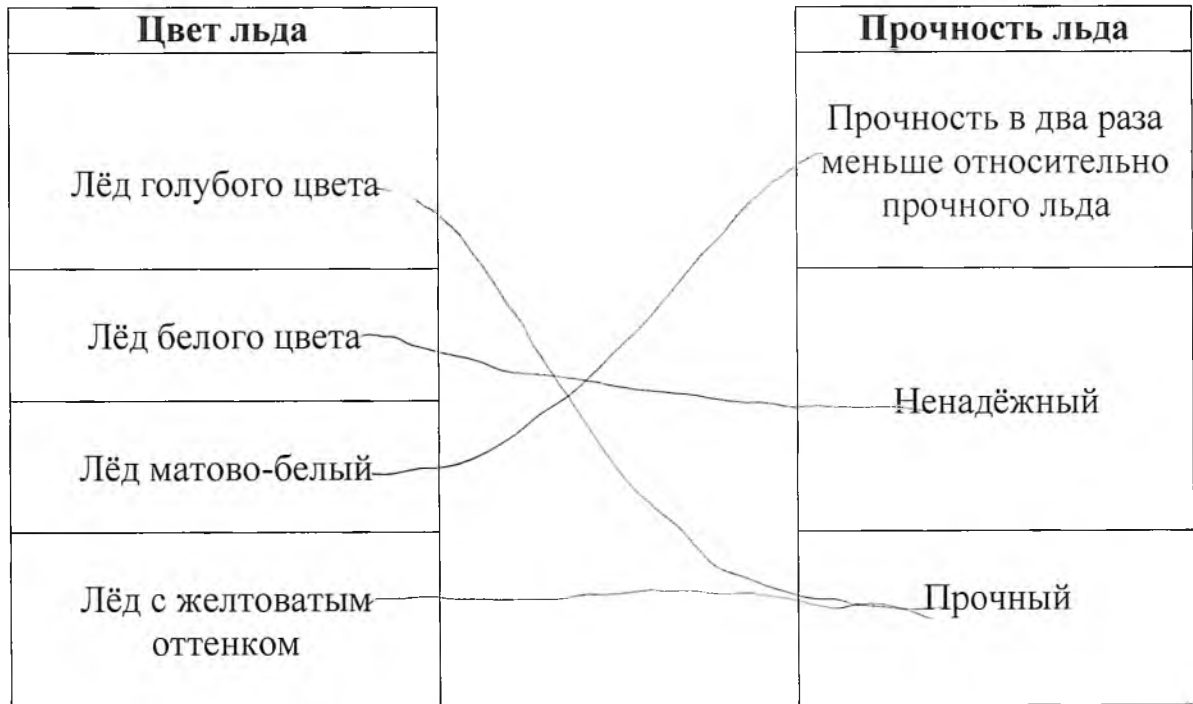 Цвет льда
Лёд голубого цвета
Лёд белого цвета
Лёд матово-белый
Лёд с желтоватым
оттенком
Прочность льда
Прочность в два раза
меньше относительно
прочного льда
Ненадёжный
Прочный